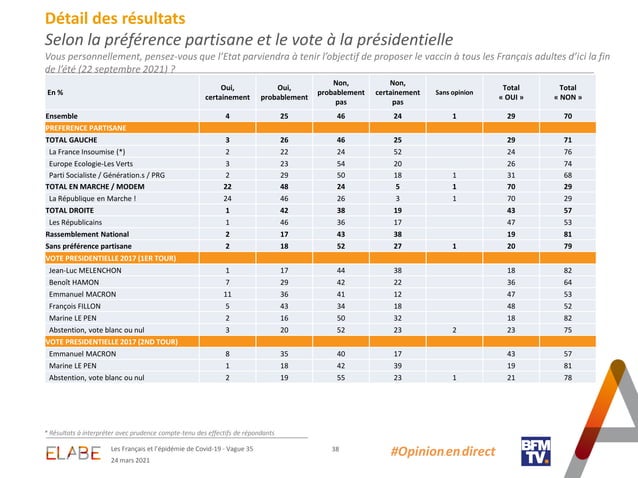 Détail des résultats
Selon la préférence partisane et le vote à la présidentielle
Vous personnellement, pensez-vous que l'Etat parviendra à tenir l'objectif de proposer le vaccin à tous les Français adultes d'ici la fin
de l'été (22 septembre 2021) ?
En % Oui, certainement Oui, probablement Non, probablement pas Non, certainement pas Sans opinion Total « OUI » Total « NON »
Ensemble 4 25 46 24 1 29 70
PREFERENCE PARTISANE
TOTAL GAUCHE 3 26 46 25 29 71
La France Insoumise (*) 2 22 24 52 24 76
Europe Ecologie-Les Verts 3 23 54 20 26 74
Parti Socialiste / Génération.s / PRG 2 29 50 18 1 31 68
TOTAL EN MARCHE / MODEM 22 48 24 5 1 70 29
La République en Marche ! 24 46 26 3 1 70 29
TOTAL DROITE 1 42 38 19 43 57
Les Républicains 1 46 36 17 47 53
Rassemblement National 2 17 43 38 19 81
Sans préférence partisane 2 18 52 27 1 20 79
VOTE PRESIDENTIELLE 2017 (1ER TOUR)
Jean-Luc MELENCHON 1 17 44 38 18 82
Benoît HAMON 7 29 42 22 36 64
Emmanuel MACRON 11 36 41 12 47 53
François FILLON 5 43 34 18 48 52
Marine LE PEN 2 16 50 32 18 82
Abstention, vote blanc ou nul 3 20 52 23 2 23 75
VOTE PRESIDENTIELLE 2017 (2ND TOUR)
Emmanuel MACRON 8 35 40 17 43 57
Marine LE PEN 1 18 42 39 19 81
Abstention, vote blanc ou nul 2 19 55 23 1 21 78
* Résultats à interpréter avec prudence compte-tenu des effectifs de répondants
ELABE
Les Français et l'épidémie de Covid-19 - Vague 35
24 mars 2021
38
#Opinion en direct
BFM
TV.